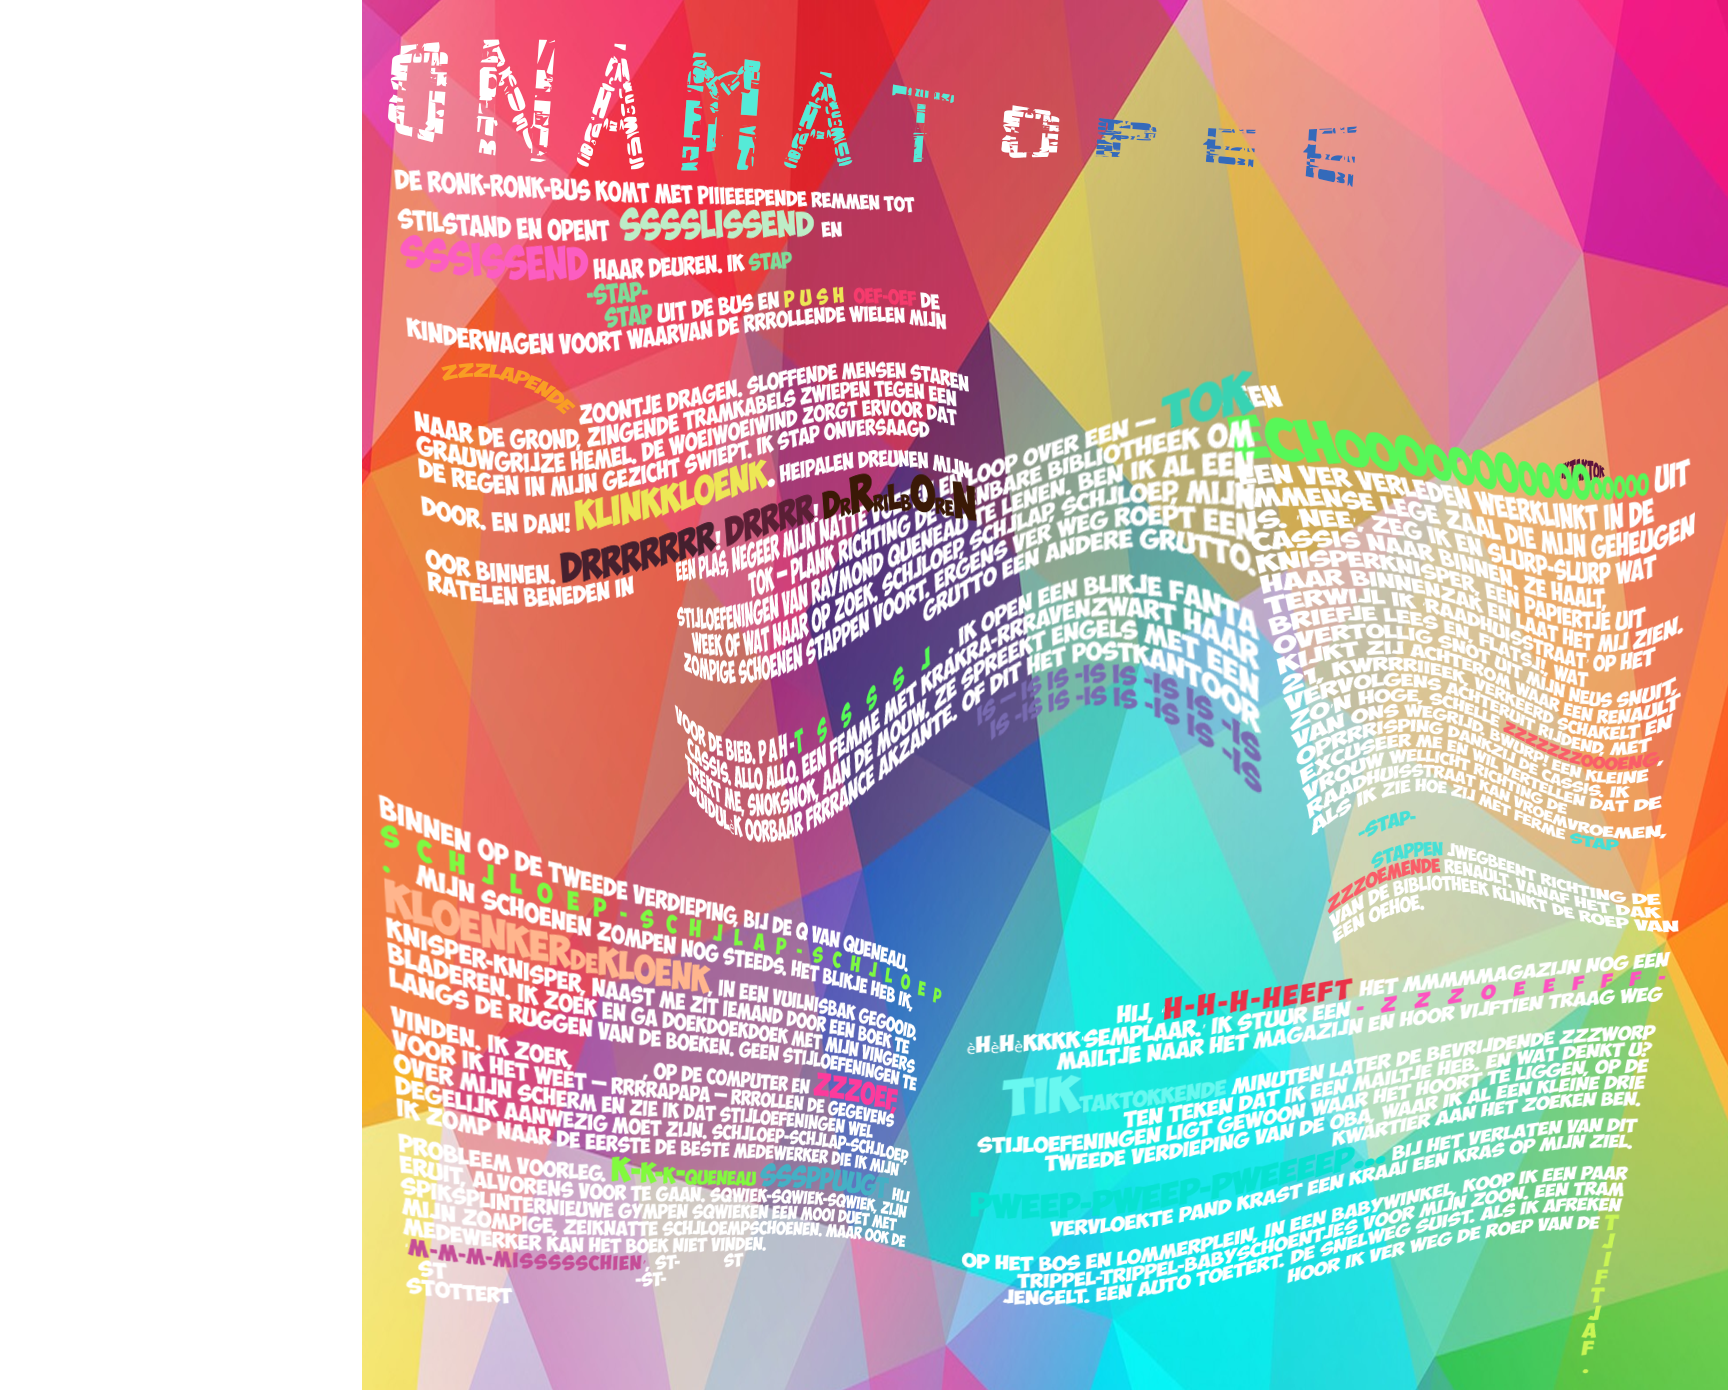 ONAMATOPEE
DE RONK-RONK-BUS KOMT MET PIIIEEEPENDE REMMEN TOT
STILSTAND EN OPENT SSSSLISSEND EN
SSSISSEND HAAR DEUREN. IK STAP
-STAP-
STAP UIT DE BUS EN PUSH OEF-OEF DE
KINDERWAGEN VOORT WAARVAN DE RRROLLENDE WIELEN MIJN
ZZZLAPENDE ZOONTJE DRAGEN. SLOFFENDE MENSEN STAREN
NAAR DE GROND, ZINGENDE TRAMKABELS ZWIEPEN TEGEN EEN
GRAUWGRIJZE HEMEL. DE WOEIWOEIWIND ZORGT ERVOOR DAT
DE REGEN IN MIJN GEZICHT SWIEPT. IK STAP ONVERSAAGD
DOOR. EN DAN! KLINKKLOENK. HEIPALEN DREUNEN MIJN
OOR BINNEN. DRRRRRRR! DRRRR! DRRRILBOREN
RATELEN BENEDEN IN
EEN PLAS, NEGEER MIJN NATTE EN LOOP OVER EEN – TOK EN
TOK – PLANK RICHTING DE BIBLIOTHEEK OM
STIJLOEFENINGEN VAN RAYMOND QUENEAU TE LENEN. BEN IK AL EEN
WEEK OF WAT NAAR OP ZOEK. SCHJLOEP, SCHJLAP, SCHJLOEP, MIJN
ZOMPIGE SCHOENEN STAPPEN VOORT. ERGENS VER WEG ROEPT EEN
GRUTTO EEN ANDERE GRUTTO.
VOOR DE BIEB. PAH-TSSSSJ. IK OPEN EEN BLIKJE FANTA
CASSIS. ALLO ALLO. EEN FEMME MET KRAKRA-RRRAVENZWART HAAR
TREKT ME, SNOKSNOK, AAN DE MOUW. ZE SPREEKT ENGELS MET EEN
DUIDULèK OORBAAR FRRRANCE AKZANTE. OF DIT HET POSTKANTOOR
IS – IS IS -IS IS -IS IS IS -IS
IS -IS IS -IS IS -IS IS IS -IS
ECHOOOOOOOOOOOOOOOO UIT
EEN VER VERLEDEN WEERKLINKT IN DE
IMMENSE LEGE ZAAL DIE MIJN GEHEUGEN
IS. NEE, ZEG IK EN SLURP-SLURP WAT
CASSIS NAAR BINNEN. ZE HAALT,
KNISPERKNISPER, EEN PAPIERTJE UIT
HAAR BINNENZAK EN LAAT HET MIJ ZIEN.
TERWIJL IK 'RAADHUISSTRAAT' OP HET
BRIEFJE LEES EN, FLATSJ, WAT
OVERTOLLIG SNOT UIT MIJN NEUS SNUIT,
KIJKT ZIJ ACHTEROM WAAR EEN RENAULT
21, KWRRRIIEEK, VERKEERD SCHAKELT EN
VERVOLGENS ACHTERUIT RIJDEND, MET
ZO'N HOGE, SCHELLE ZZZZZZZZOOOENG,
VAN ONS WEGRIJD. BWURP! EEN KLEINE
OPRRRISPING DANKZIJ DE CASSIS. IK
EXCUSEER ME EN WIL VERTELLEN DAT DE
VROUW WELLICHT RICHTING DE
RAADHUISSTRAAT KAN VROEMVROEMEN,
ALS IK ZIE HOE ZIJ MET FERME STAP
-STAP-
STAPPEN WEGBEENT RICHTING DE
ZZZOEMENDE RENAULT. VANAF HET DAK
VAN DE BIBLIOTHEEK KLINKT DE ROEP VAN
EEN OEHOE.
BINNEN OP DE TWEEDE VERDIEPING, BIJ DE Q VAN QUENEAU.
SCHJLOEP-SCHJLAP-SCHJLOEP
. MIJN SCHOENEN ZOMPEN NOG STEEDS. HET BLIKJE HEB IK,
KLOENKERDEKLOENK, IN EEN VUILNISBAK GEGOOID.
KNISPER-KNISPER, NAAST ME ZIT IEMAND DOOR EEN BOEK TE
BLADEREN. IK ZOEK EN GA DOEKDOEKDOEK MET MIJN VINGERS
LANGS DE RUGGEN VAN DE BOEKEN. GEEN STIJLOEFENINGEN TE
VINDEN. IK ZOEK, OP DE COMPUTER EN ZZZOEF,
VOOR IK HET WEET – RRRRAPAPA – RRROLLEN DE GEGEVENS
OVER MIJN SCHERM EN ZIE IK DAT STIJLOEFENINGEN WEL
DEGELIJK AANWEZIG MOET ZIJN. SCHJLOEP-SCHJLAP-SCHJLOEP,
IK ZOMP NAAR DE EERSTE DE BESTE MEDEWERKER DIE IK MIJN
PROBLEEM VOORLEG. K-K-K-QUENEAU SSSPPUUGT HIJ
ERUIT, ALVORENS VOOR TE GAAN. SQWIEK-SQWIEK-SQWIEK, ZIJN
SPIKSPLINTERNIEUWE GYMPEN SQWIEKEN EEN MOOI DUET MET
MIJN ZOMPIGE, ZEIKNATTE SCHJLOEMPSCHOENEN. MAAR OOK DE
MEDEWERKER KAN HET BOEK NIET VINDEN.
M-M-M-MISSSSSCHIEN, ST- ST
ST -ST-
STOTTERT
HIJ, H-H-H-HEEFT HET MMMMMAGAZIJN NOG EEN
èHèHèKKKKSEMPLAAR. IK STUUR EEN -ZZZOEEFFF-
MAILTJE NAAR HET MAGAZIJN EN HOOR VIJFTIEN TRAAG WEG
TIKTAKTOKKENDE MINUTEN LATER DE BEVRIJDENDE ZZZWORP
TEN TEKEN DAT IK EEN MAILTJE HEB. EN WAT DENKT U?
STIJLOEFENINGEN LIGT GEWOON WAAR HET HOORT TE LIGGEN, OP DE
TWEEDE VERDIEPING VAN DE OBA, WAAR IK AL EEN KLEINE DRIE
KWARTIER AAN HET ZOEKEN BEN.
PWEEP-PWEEP-PWEEEEP... BIJ HET VERLATEN VAN DIT
VERVLOEKTE PAND KRAST EEN KRAAI EEN KRAS OP MIJN ZIEL.
OP HET BOS EN LOMMERPLEIN, IN EEN BABYWINKEL, KOOP IK EEN PAAR
TRIPPEL-TRIPPEL-BABYSCHOENTJES VOOR MIJN ZOON. EEN TRAM
JENGELT. EEN AUTO TOETERT. DE SNELWEG SUIST. ALS IK AFREKEN
HOOR IK VER WEG DE ROEP VAN DE TJIFTJAF.